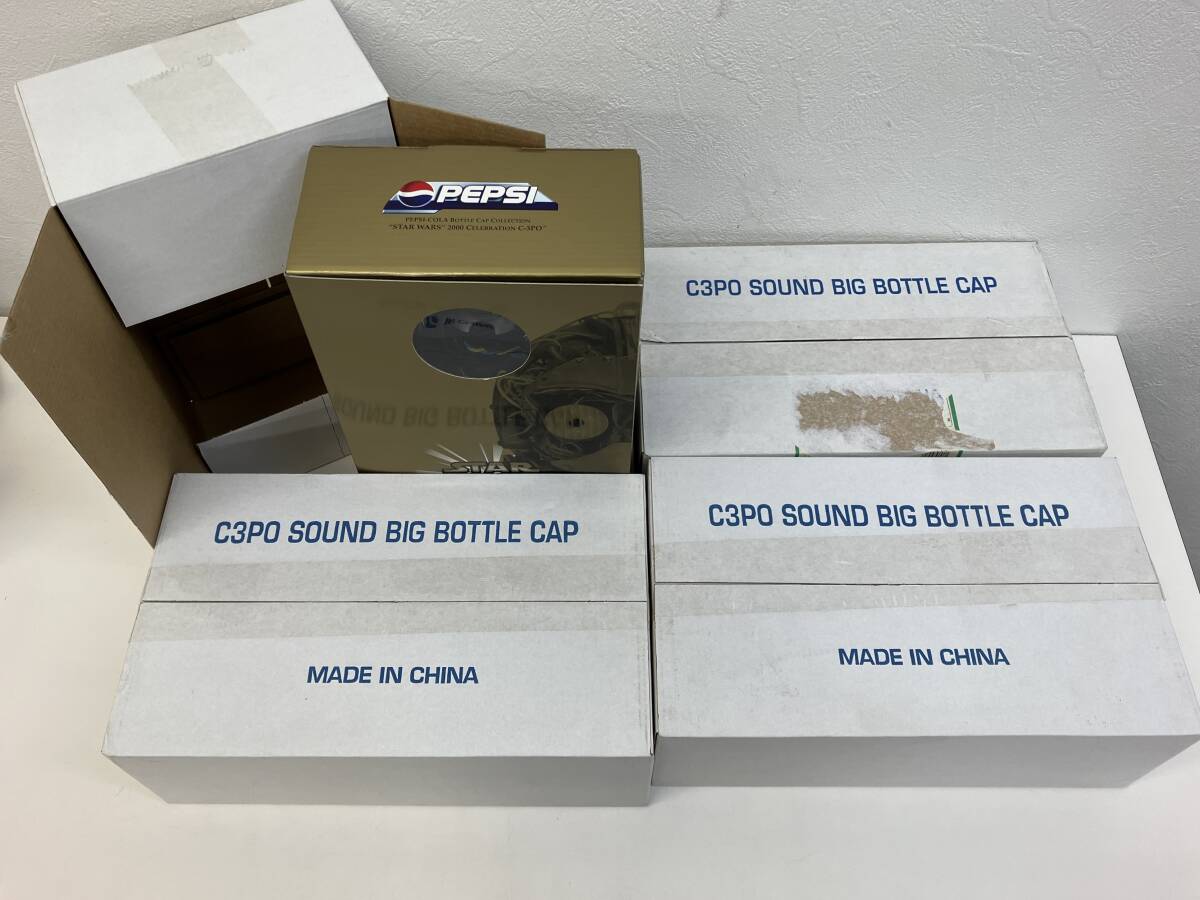 PEPSI
PEPSI-COLA BOTTLE CAP COLLECTION
"STAR WARS" 2000 CELEBRATION C-3PO"
STAR
C3PO SOUND BIG BOTTLE CAP
C3PO SOUND BIG BOTTLE CAP
MADE IN CHINA
C3PO SOUND BIG BOTTLE CAP
MADE IN CHINA